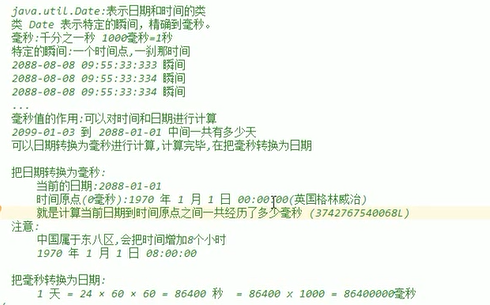 java.util.Date:表示日期和时间的类
类 Date 表示特定的瞬间，精确到毫秒。
毫秒:千分之一秒 1000毫秒=1秒
特定的瞬间:一个时间点,一刹那时间
2088-08-08 09:55:33:333 瞬间
2088-08-08 09:55:33:334 瞬间
2088-08-08 09:55:33:334 瞬间
...
毫秒值的作用:可以对时间和日期进行计算
2099-01-03 到 2088-01-01 中间一共有多少天
可以日期转换为毫秒进行计算,计算完毕,在把毫秒转换为日期
把日期转换为毫秒:
当前的日期:2088-01-01
时间原点(0毫秒):1970 年 1 月 1 日 00:00:00(英国格林威治)
就是计算当前日期到时间原点之间一共经历了多少毫秒 (3742767540068L)
注意:
中国属于东八区,会把时间增加8个小时
1970 年 1 月 1 日 08:00:00
把毫秒转换为日期:
1 天 = 24 × 60 × 60 = 86400 秒 = 86400 x 1000 = 86400000毫秒